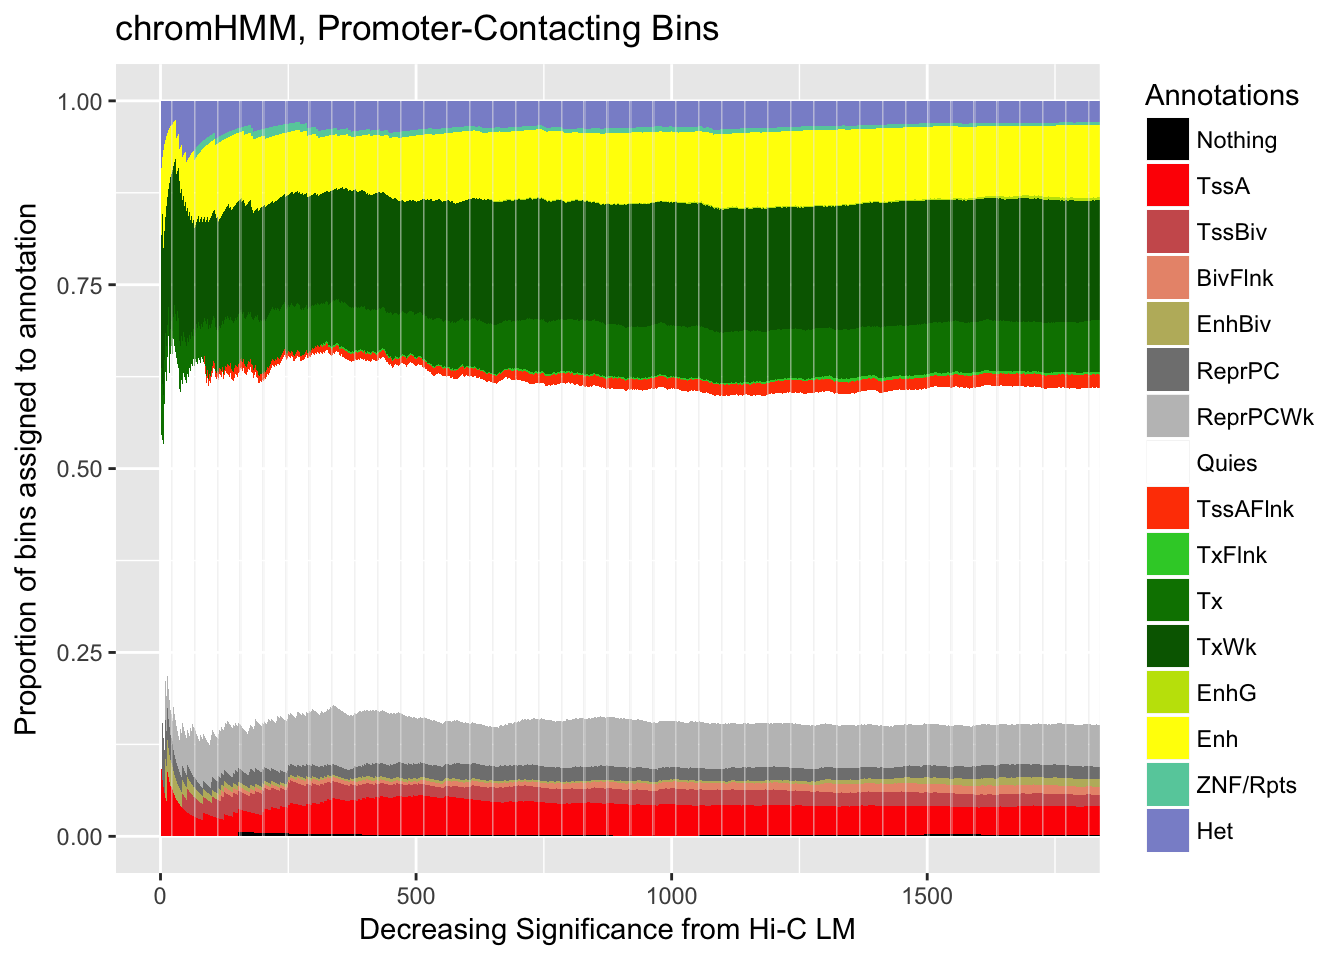 chromHMM, Promoter-Contacting Bins
Proportion of bins assigned to annotation
1.00
0.75
0.50
0.25
0.00
0
500
1000
1500
Decreasing Significance from Hi-C LM
Annotations
Nothing
TssA
TssBiv
BivFlnk
EnhBiv
ReprPC
ReprPCWk
Quies
TssAFlnk
TxFlnk
Tx
TxWk
EnhG
Enh
ZNF/Rpts
Het